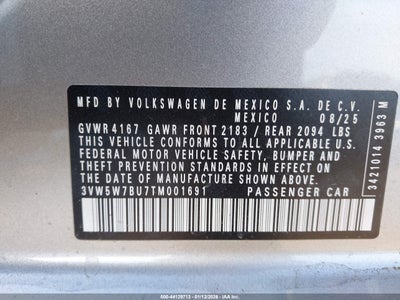 MFD BY VOLKSWAGEN DE MEXICO S.A. DE C.V.
MEXICO 08/25
GVWR 4167 GAWR FRONT 2183 / REAR 2094 LBS
THIS VEHICLE CONFORMS TO ALL APPLICABLE U.S.
FEDERAL MOTOR VEHICLE SAFETY, BUMPER AND
THEFT PREVENTION STANDARDS IN EFFECT ON THE
DATE OF MANUFACTURE SHOWN ABOVE.
3VW5W7BU7TM001691 PASSENGER CAR
3421014 3963 M
600-44129713 - 01/12/2026 - IAA Inc.